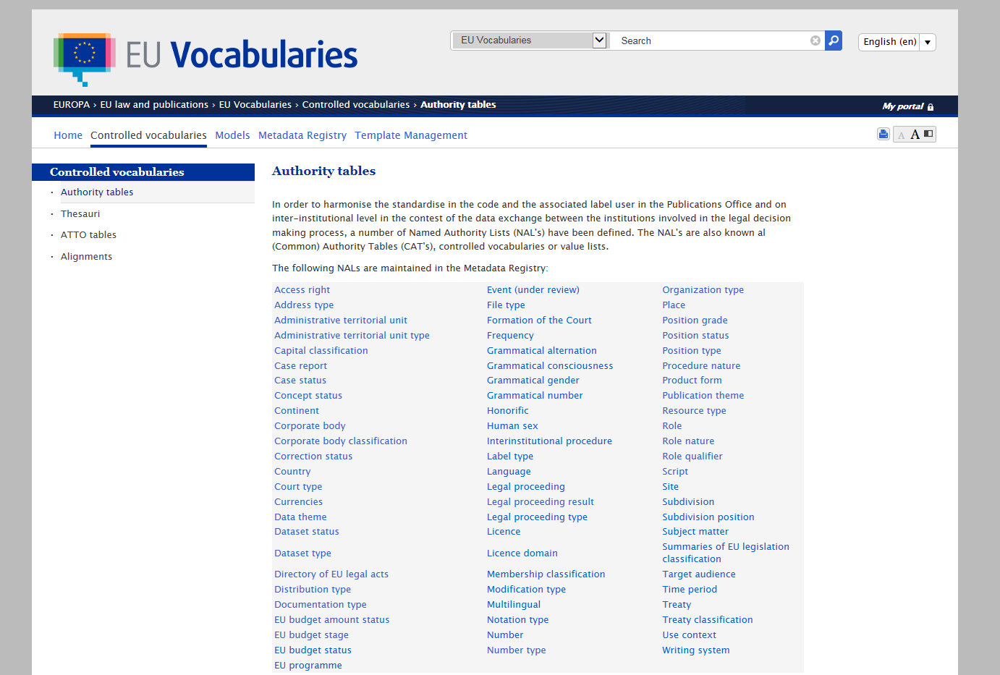 EU Vocabularies
EU Vocabularies
Search
English (en)
EUROPA › EU law and publications › EU Vocabularies › Controlled vocabularies › Authority tables
My portal
Home Controlled vocabularies Models Metadata Registry Template Management
A A
Controlled vocabularies
· Authority tables
· Thesauri
· ATTO tables
· Alignments
Authority tables
In order to harmonise the standardise in the code and the associated label user in the Publications Office and on
inter-institutional level in the contest of the data exchange between the institutions involved in the legal decision
making process, a number of Named Authority Lists (NAL's) have been defined. The NAL's are also known al
(Common) Authority Tables (CAT's), controlled vocabularies or value lists.
The following NALs are maintained in the Metadata Registry:
Access right Event (under review) Organization type
Address type File type Place
Administrative territorial unit Formation of the Court Position grade
Administrative territorial unit type Frequency Position status
Capital classification Grammatical alternation Position type
Case report Grammatical consciousness Procedure nature
Case status Grammatical gender Product form
Concept status Grammatical number Publication theme
Continent Honorific Resource type
Corporate body Human sex Role
Corporate body classification Interinstitutional procedure Role nature
Correction status Label type Role qualifier
Country Language Script
Court type Legal proceeding Site
Currencies Legal proceeding result Subdivision
Data theme Legal proceeding type Subdivision position
Dataset status Licence Subject matter
Dataset type Licence domain Summaries of EU legislation
classification
Directory of EU legal acts Membership classification Target audience
Distribution type Modification type Time period
Documentation type Multilingual Treaty
EU budget amount status Notation type Treaty classification
EU budget stage Number Use context
EU budget status Number type Writing system
EU programme